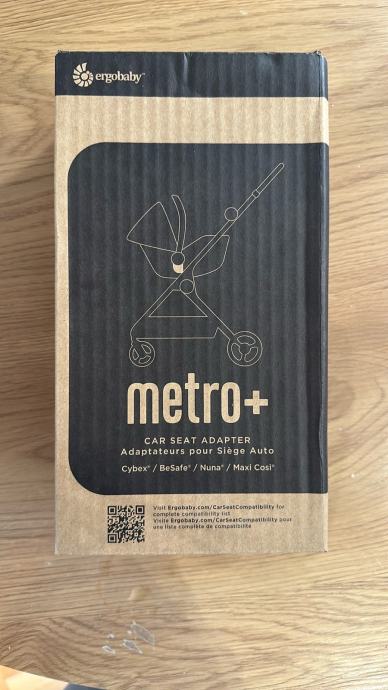 ergobaby™
metro+
CAR SEAT ADAPTER
Adaptateurs pour Siège Auto
Cybex® / BeSafe® / Nuna® / Maxi Cosi®
Visit Ergobaby.com/CarSeatCompatibility for
complete compatibility list
Visite Ergobaby.com/CarSeatCompatibility pour
une liste complète de compatibilité